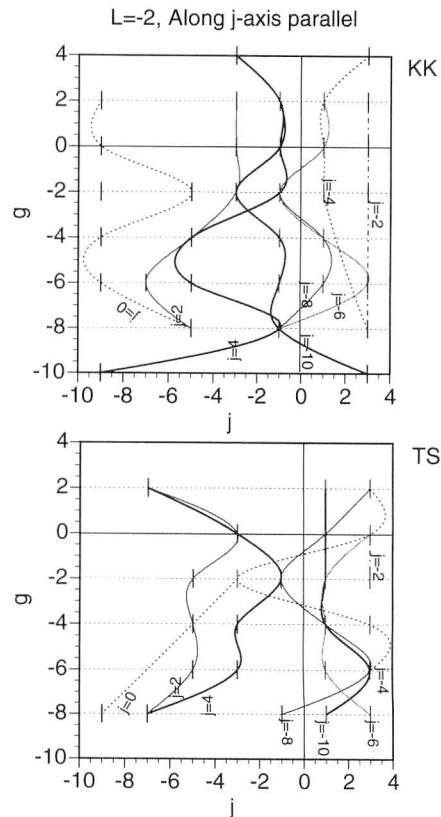 L=-2, Along j-axis parallel
KK
4
2
0
-2
-4
-6
-8
-10
g
j=-4
j=-2
j=0
j=2
j=-8
j=-6
j=4
j=-10
-10 -8 -6 -4 -2 0 2 4
j
TS
4
2
0
-2
-4
-6
-8
-10
g
j=-2
j=-4
j=0
j=2
j=4
j=-8
j=-10
j=-6
-10 -8 -6 -4 -2 0 2 4
j